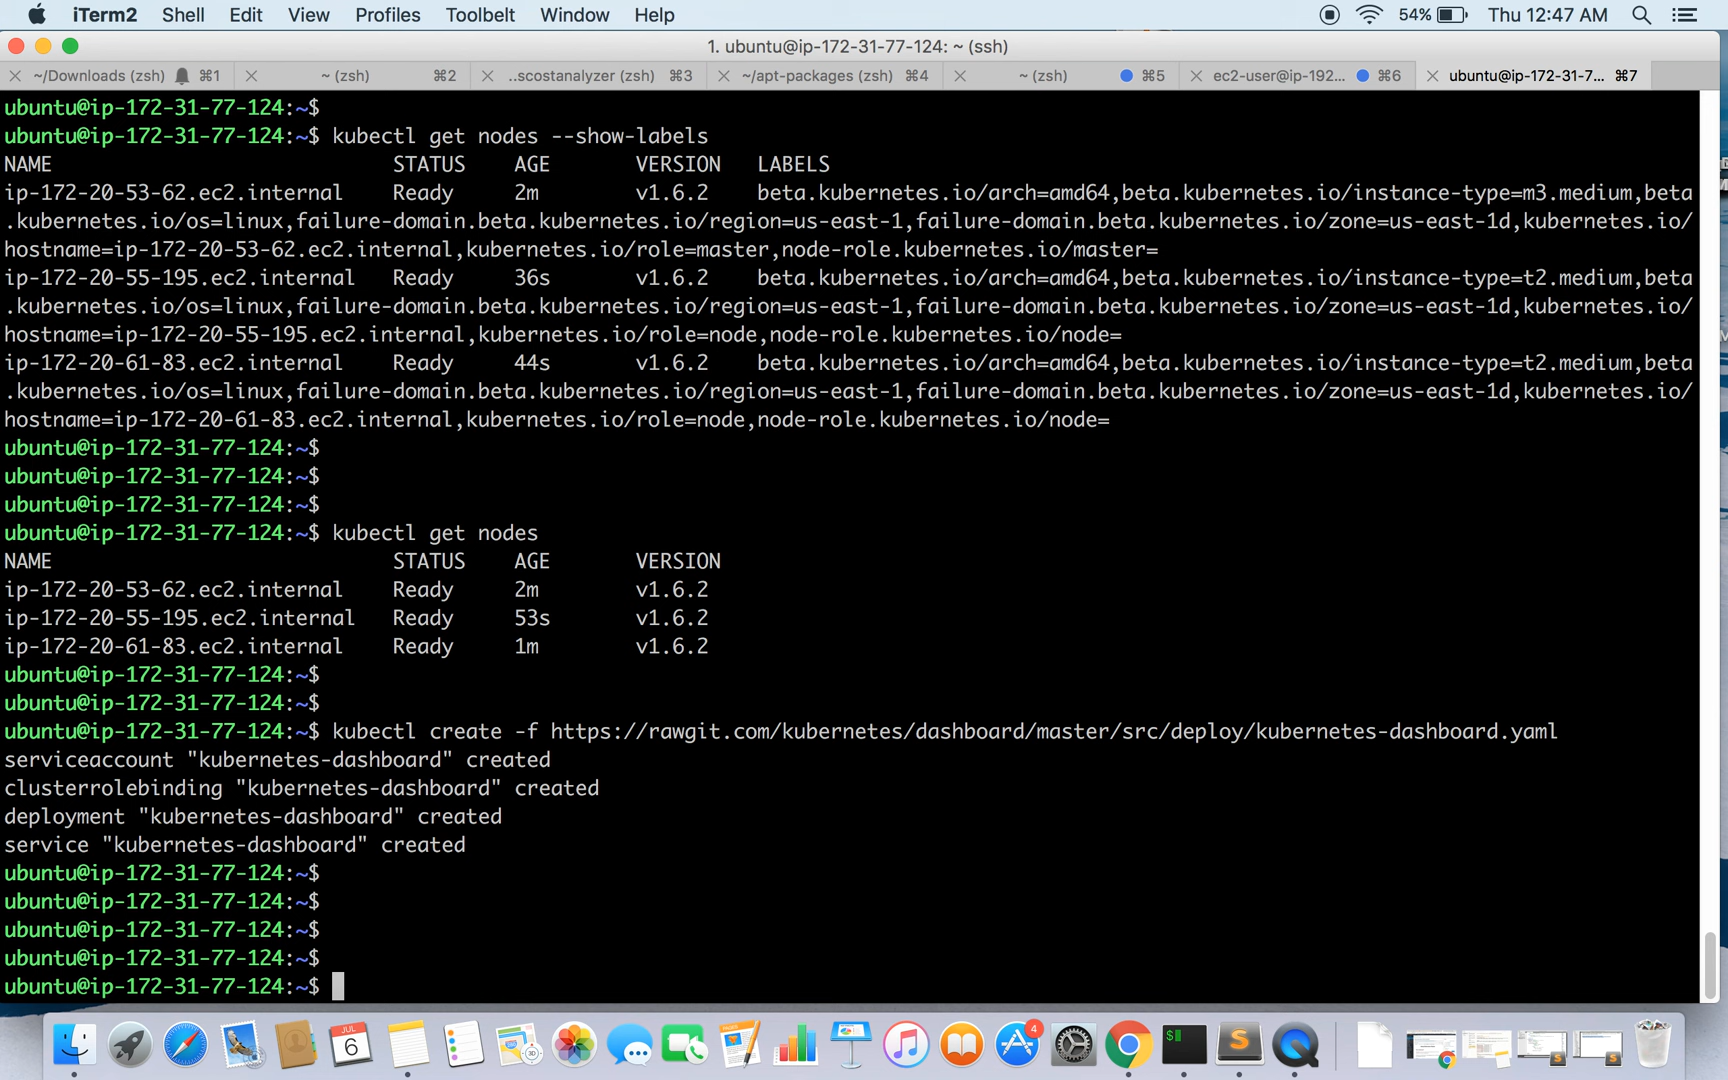 iTerm2 Shell Edit View Profiles Toolbelt Window Help 54% Thu 12:47 AM
1. ubuntu@ip-172-31-77-124: ~ (ssh)
~/Downloads (zsh) ⌘1 ~ (zsh) ⌘2 ..scostanalyzer (zsh) ⌘3 ~/apt-packages (zsh) ⌘4 ~ (zsh) ⌘5 ec2-user@ip-192... ⌘6 ubuntu@ip-172-31-7... ⌘7
ubuntu@ip-172-31-77-124:~$
ubuntu@ip-172-31-77-124:~$ kubectl get nodes --show-labels
NAME STATUS AGE VERSION LABELS
ip-172-20-53-62.ec2.internal Ready 2m v1.6.2 beta.kubernetes.io/arch=amd64,beta.kubernetes.io/instance-type=m3.medium,beta
.kubernetes.io/os=linux,failure-domain.beta.kubernetes.io/region=us-east-1,failure-domain.beta.kubernetes.io/zone=us-east-1d,kubernetes.io/
hostname=ip-172-20-53-62.ec2.internal,kubernetes.io/role=master,node-role.kubernetes.io/master=
ip-172-20-55-195.ec2.internal Ready 36s v1.6.2 beta.kubernetes.io/arch=amd64,beta.kubernetes.io/instance-type=t2.medium,beta
.kubernetes.io/os=linux,failure-domain.beta.kubernetes.io/region=us-east-1,failure-domain.beta.kubernetes.io/zone=us-east-1d,kubernetes.io/
hostname=ip-172-20-55-195.ec2.internal,kubernetes.io/role=node,node-role.kubernetes.io/node=
ip-172-20-61-83.ec2.internal Ready 44s v1.6.2 beta.kubernetes.io/arch=amd64,beta.kubernetes.io/instance-type=t2.medium,beta
.kubernetes.io/os=linux,failure-domain.beta.kubernetes.io/region=us-east-1,failure-domain.beta.kubernetes.io/zone=us-east-1d,kubernetes.io/
hostname=ip-172-20-61-83.ec2.internal,kubernetes.io/role=node,node-role.kubernetes.io/node=
ubuntu@ip-172-31-77-124:~$
ubuntu@ip-172-31-77-124:~$
ubuntu@ip-172-31-77-124:~$
ubuntu@ip-172-31-77-124:~$ kubectl get nodes
NAME STATUS AGE VERSION
ip-172-20-53-62.ec2.internal Ready 2m v1.6.2
ip-172-20-55-195.ec2.internal Ready 53s v1.6.2
ip-172-20-61-83.ec2.internal Ready 1m v1.6.2
ubuntu@ip-172-31-77-124:~$
ubuntu@ip-172-31-77-124:~$
ubuntu@ip-172-31-77-124:~$ kubectl create -f https://rawgit.com/kubernetes/dashboard/master/src/deploy/kubernetes-dashboard.yaml
serviceaccount "kubernetes-dashboard" created
clusterrolebinding "kubernetes-dashboard" created
deployment "kubernetes-dashboard" created
service "kubernetes-dashboard" created
ubuntu@ip-172-31-77-124:~$
ubuntu@ip-172-31-77-124:~$
ubuntu@ip-172-31-77-124:~$
ubuntu@ip-172-31-77-124:~$
ubuntu@ip-172-31-77-124:~$
JUL
6
3D
PAGES
4
$